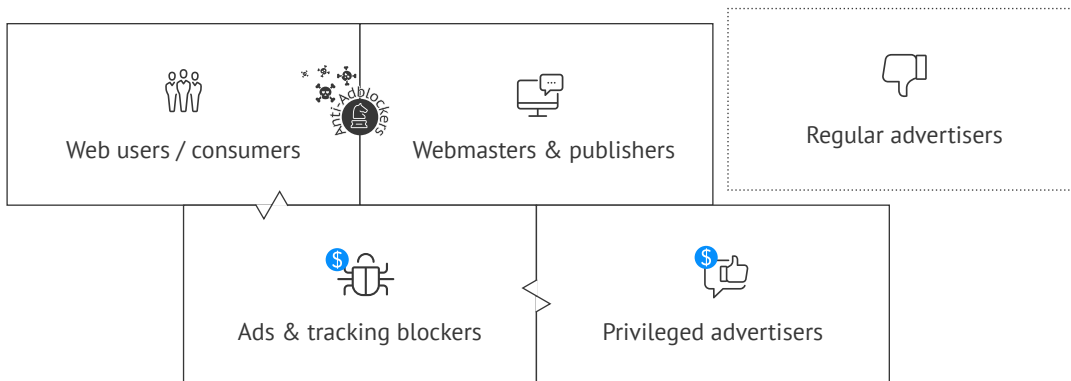 Web users / consumers
Anti-Adblockers
Webmasters & publishers
Regular advertisers
$
Ads & tracking blockers
$
Privileged advertisers